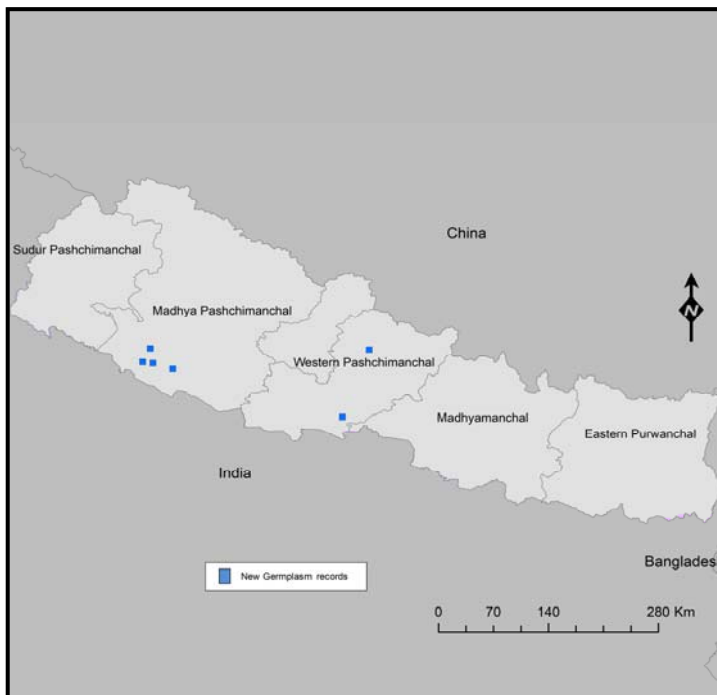 China
Sudur Pashchimanchal
Madhya Pashchimanchal
N
Western Pashchimanchal
Madhyamanchal
Eastern Purwanchal
India
Banglades
New Germplasm records
0 70 140 280 Km